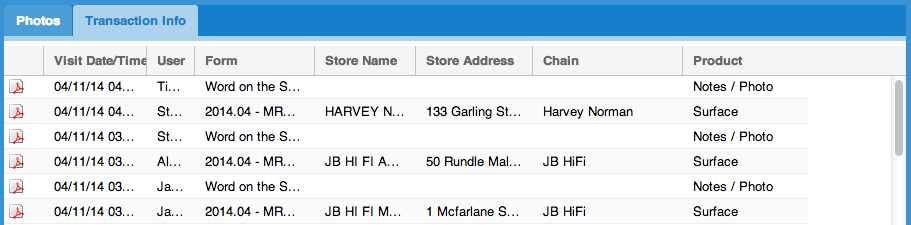 Photos Transaction Info
Visit Date/Time User Form Store Name Store Address Chain Product
04/11/14 04... Ti... Word on the S... Notes / Photo
04/11/14 04... St... 2014.04 - MR... HARVEY N... 133 Garling St... Harvey Norman Surface
04/11/14 03... St... Word on the S... Notes / Photo
04/11/14 03... Al... 2014.04 - MR... JB HI FI A... 50 Rundle Mal... JB HiFi Surface
04/11/14 03... Ja... Word on the S... Notes / Photo
04/11/14 03... Ja... 2014.04 - MR... JB HI FI M... 1 Mcfarlane S... JB HiFi Surface